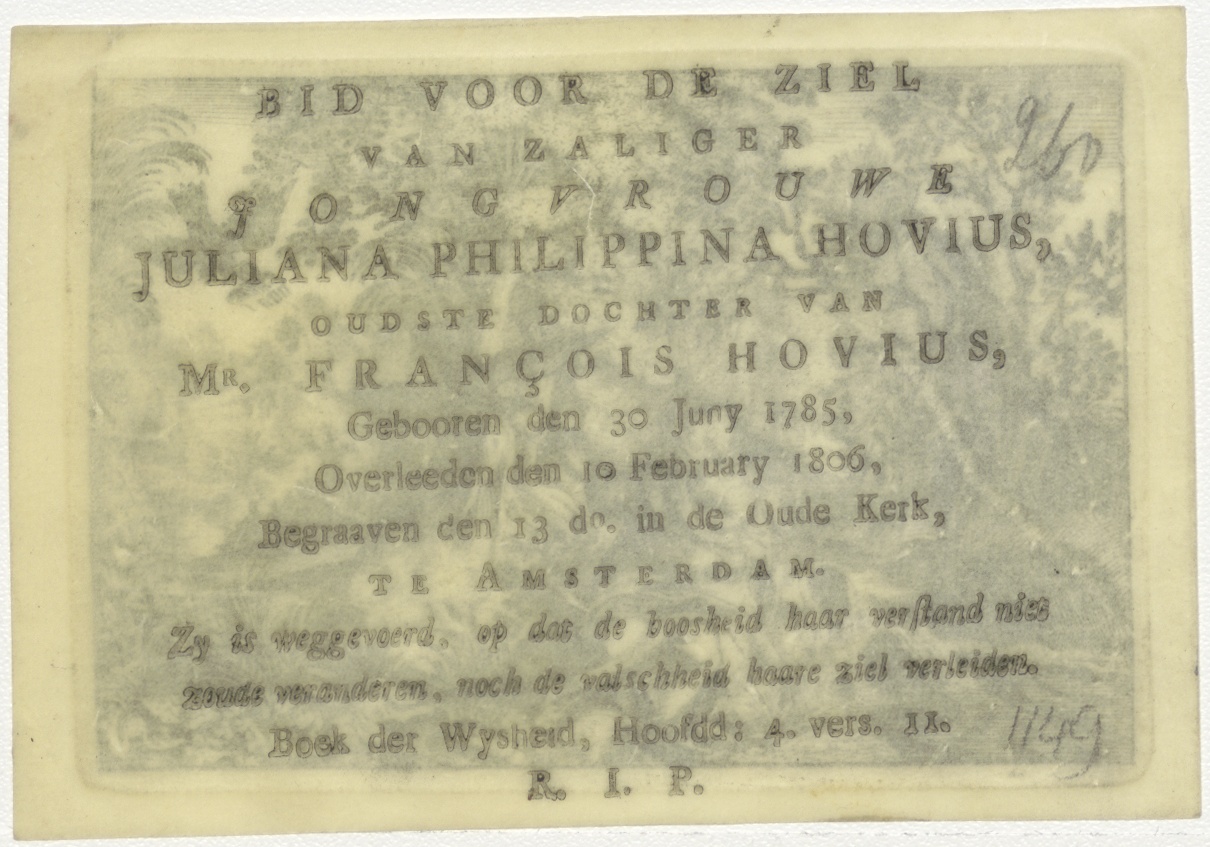 BID VOOR DE ZIEL
VAN ZALIGER
JONGVROUWE
JULIANA PHILIPPINA HOVIUS,
OUDSTE DOCHTER VAN
MR. FRANÇOIS HOVIUS,
Gebooren den 30 Juny 1785,
Overleeden den 10 February 1806,
Begraaven den 13 do. in de Oude Kerk,
TE AMSTERDAM.
Zy is weggevoerd, op dat de boosheid haar verſtand niet
zoude veranderen, noch de valschheid haare ziel verleiden.
Boek der Wysheid, Hoofdd: 4. vers. 11.
R. I. P.
260